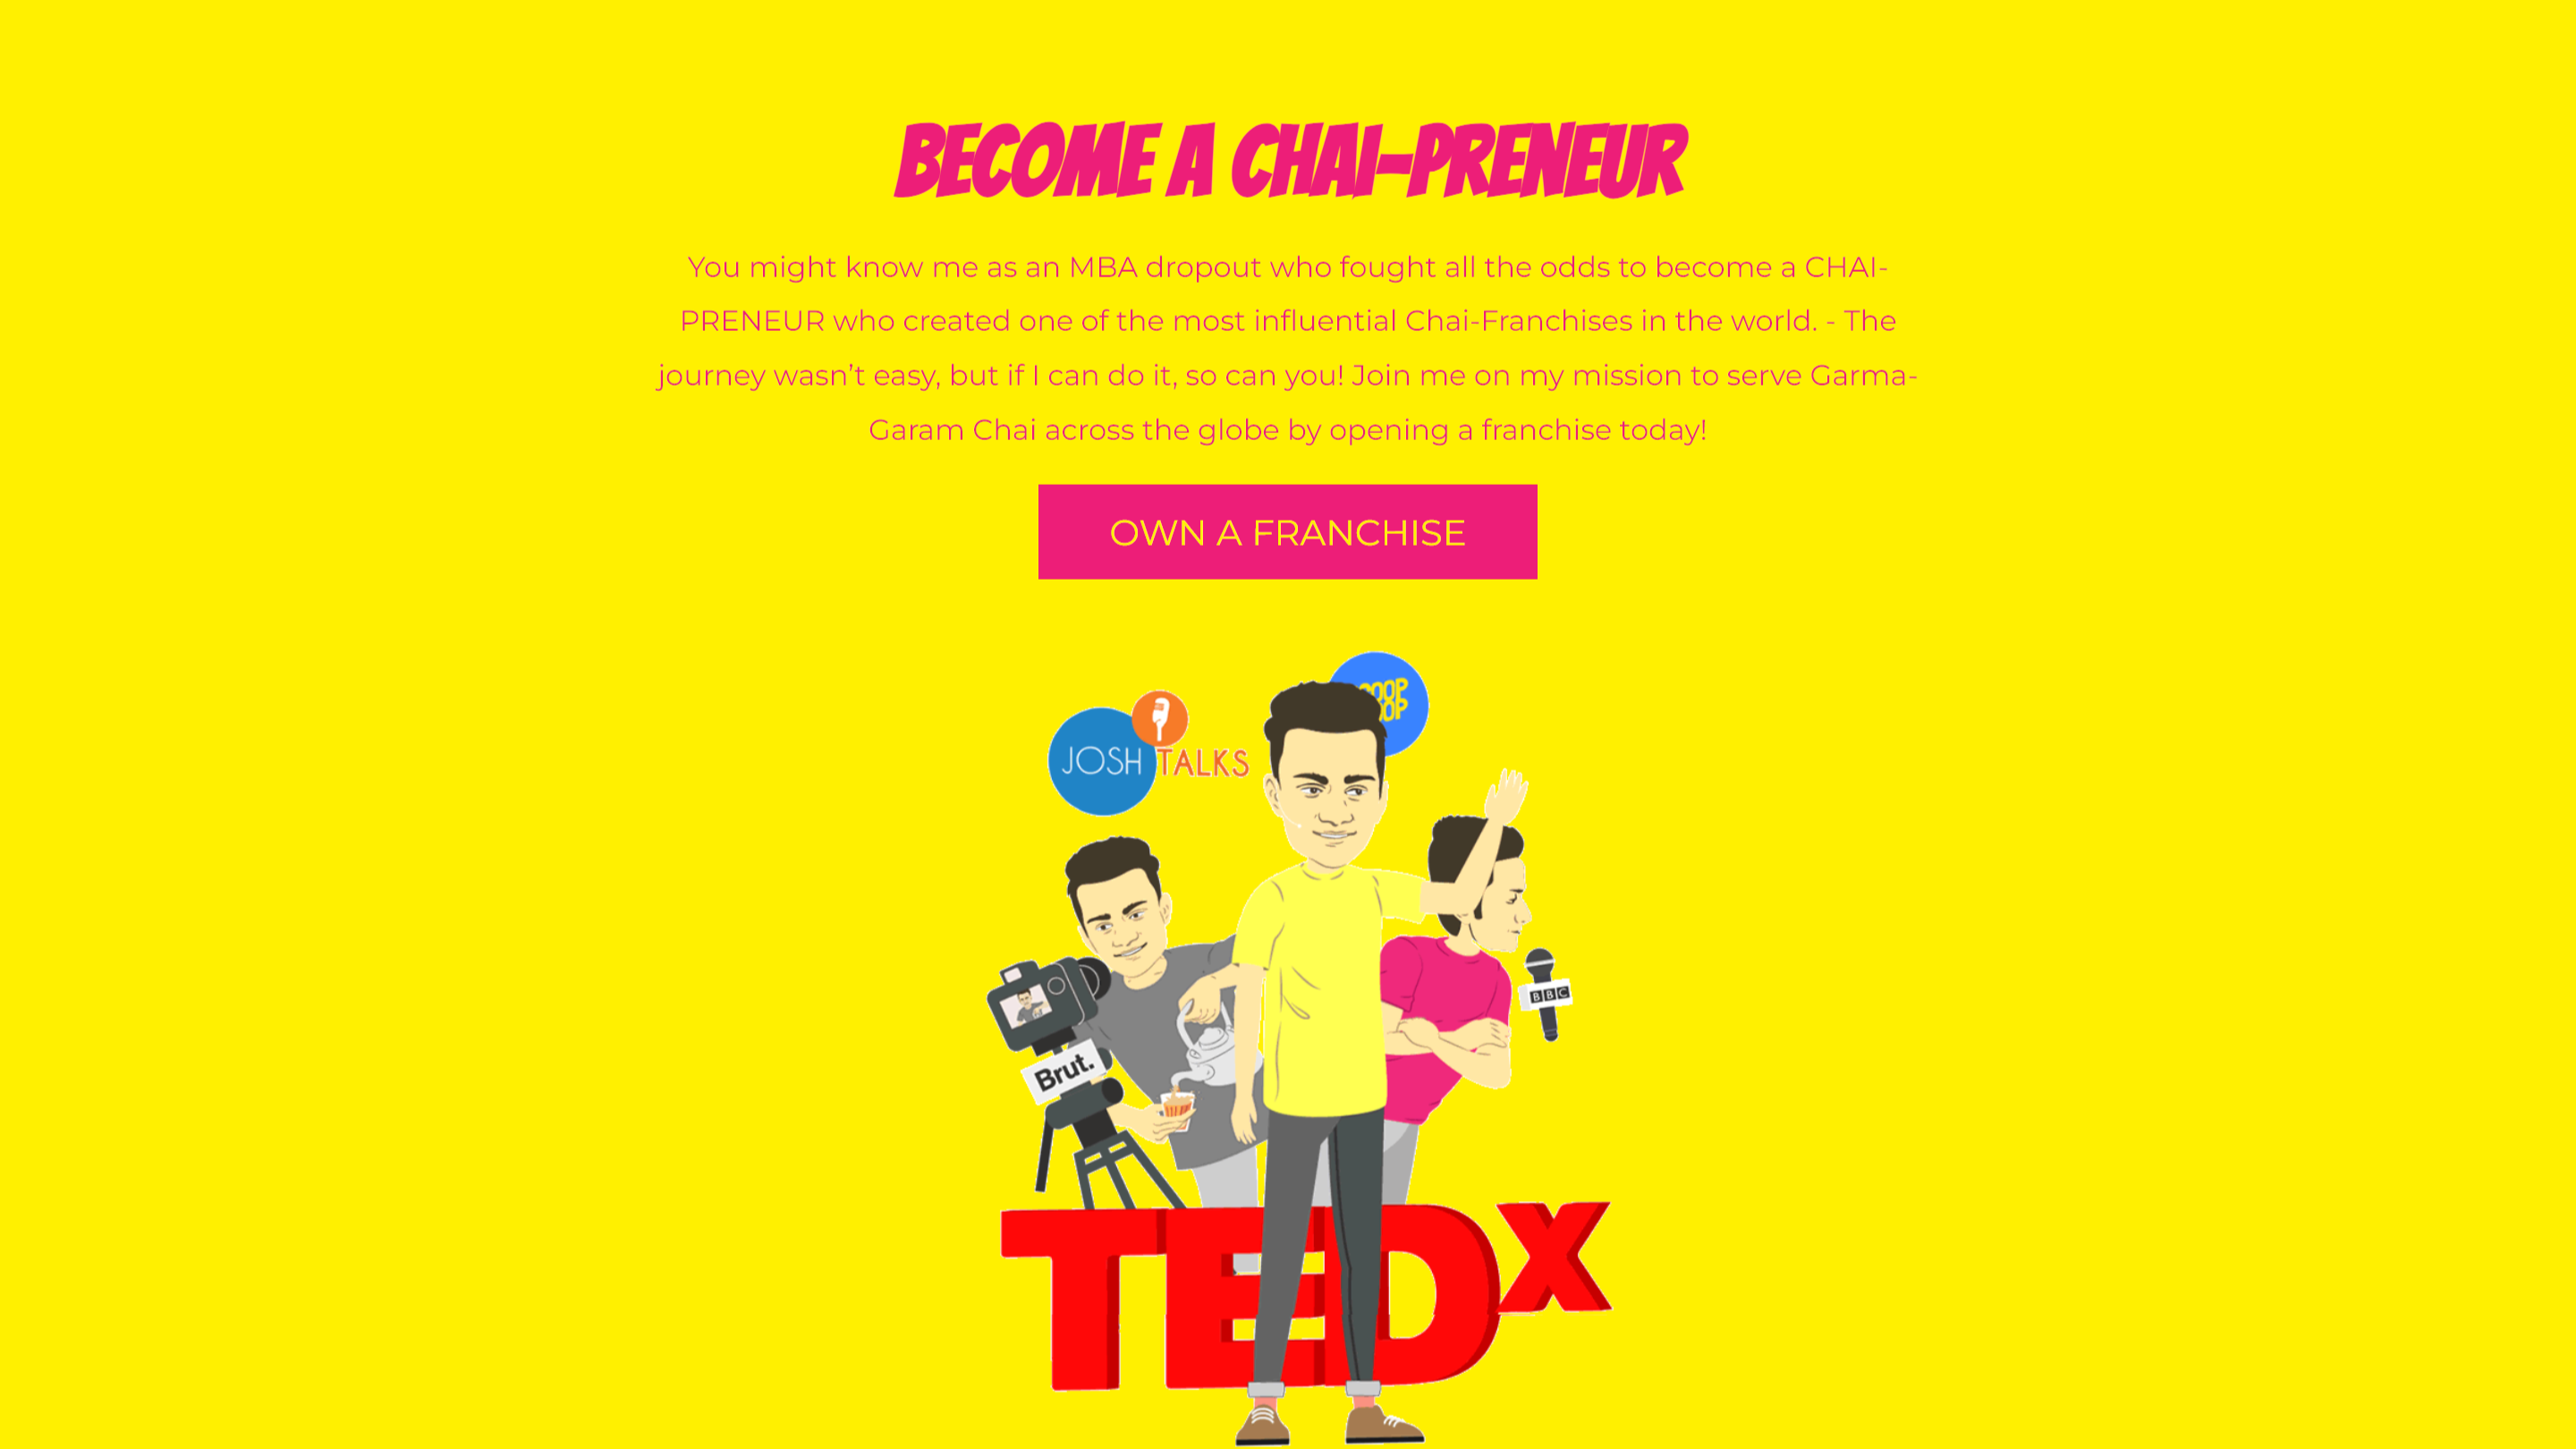 BECOME A CHAI-PRENEUR
You might know me as an MBA dropout who fought all the odds to become a CHAI-
PRENEUR who created one of the most influential Chai-Franchises in the world. - The
journey wasn’t easy, but if I can do it, so can you! Join me on my mission to serve Garma-
Garam Chai across the globe by opening a franchise today!
OWN A FRANCHISE
JOSH TALKS
BBC
Brut.
TEDx